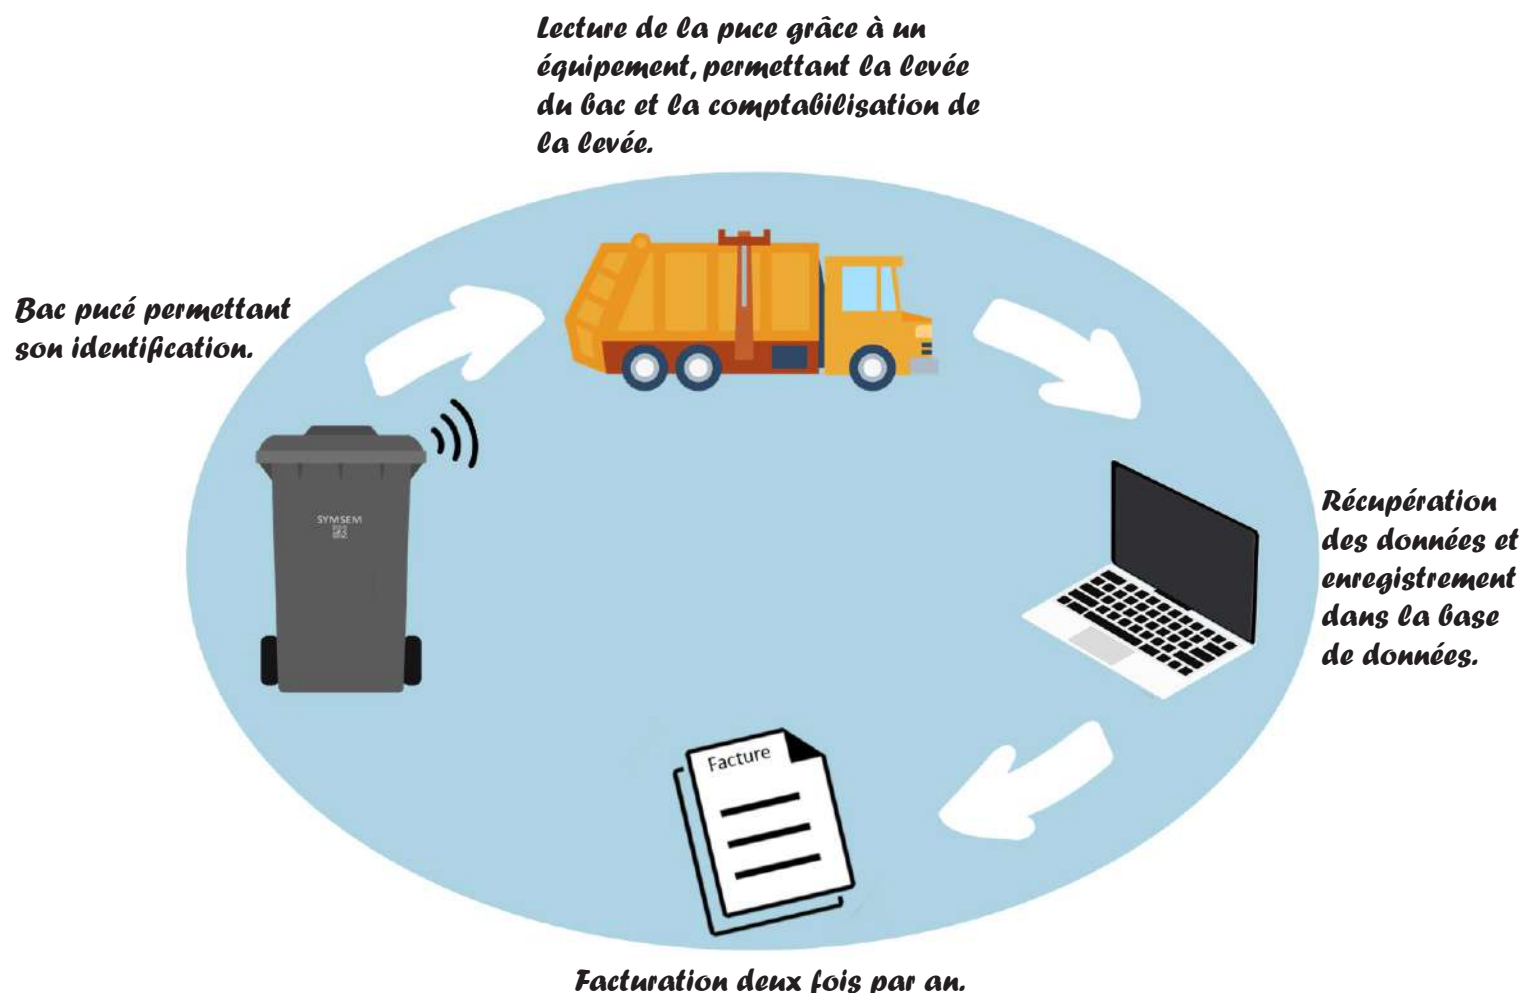 Lecture de la puce grâce à un
équipement, permettant la levée
du bac et la comptabilisation de
la levée.
Bac pucé permettant
son identification.
SYMSEM
Récupération
des données et
enregistrement
dans la base
de données.
Facture
Facturation deux fois par an.